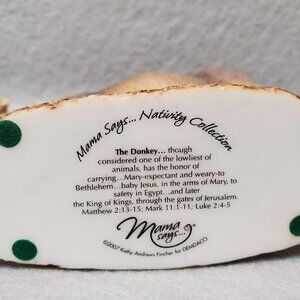 Mama Says... Nativity Collection
The Donkey... though
considered one of the lowliest of
animals, has the honor of
carrying...Mary-expectant and weary-to
Bethlehem...baby Jesus, in the arms of Mary, to
safety in Egypt...and later
the King of Kings, through the gates of Jerusalem.
Matthew 2:13-15; Mark 11:1-11; Luke 2:4-5
Mama
says...
©2007 Kathy Andrews Fincher for DEMDACO